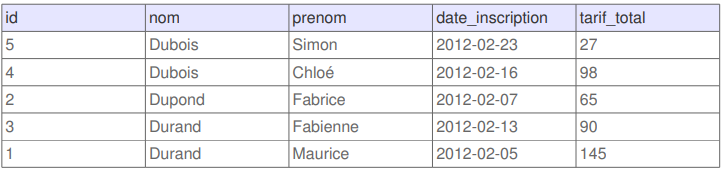 id nom prenom date_inscription tarif_total
5 Dubois Simon 2012-02-23 27
4 Dubois Chloé 2012-02-16 98
2 Dupond Fabrice 2012-02-07 65
3 Durand Fabienne 2012-02-13 90
1 Durand Maurice 2012-02-05 145